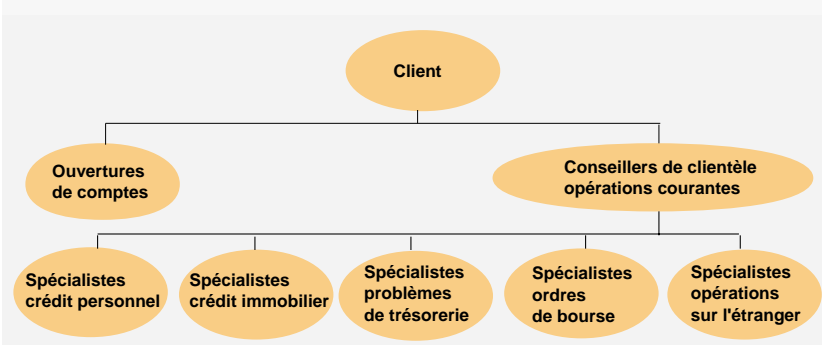 Client
Ouvertures
de comptes
Conseillers de clientèle
opérations courantes
Spécialistes
crédit personnel
Spécialistes
crédit immobilier
Spécialistes
problèmes
de trésorerie
Spécialistes
ordres
de bourse
Spécialistes
opérations
sur l'étranger